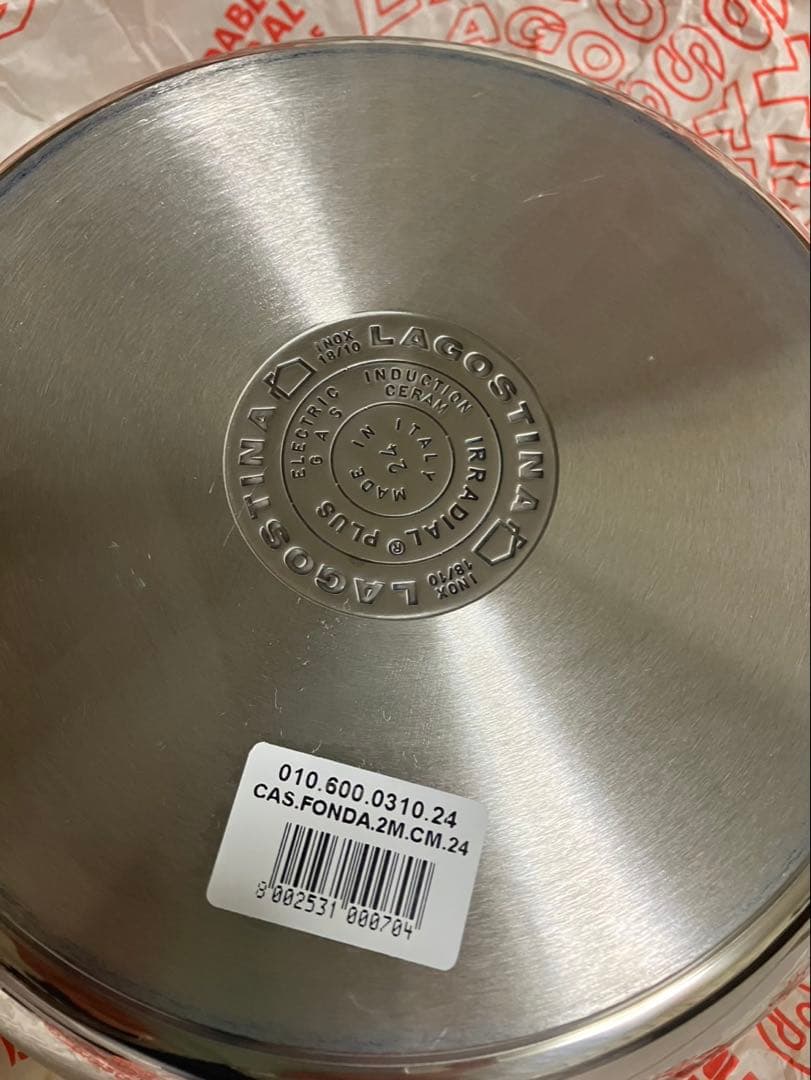 LAGOSTINA
INOX
18/10
LAGOSTINA
INOX
18/10
INDUCTION
CERAM
IRRADIAL® PLUS
ELECTRIC
GAS
MADE IN ITALY
24
010.600.0310.24
CAS.FONDA.2M.CM.24
8 002531 000704
LAGOSTINA